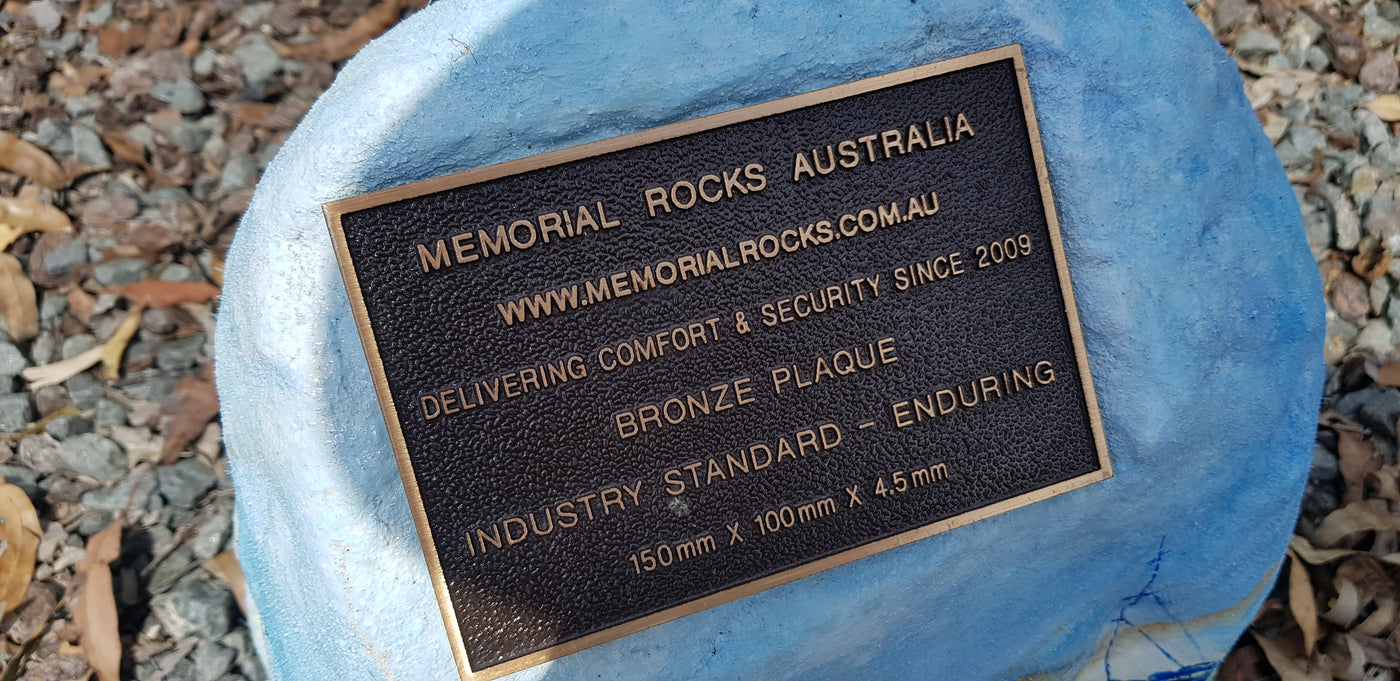 MEMORIAL ROCKS AUSTRALIA
WWW.MEMORIALROCKS.COM.AU
DELIVERING COMFORT & SECURITY SINCE 2009
BRONZE PLAQUE
INDUSTRY STANDARD – ENDURING
150mm X 100mm X 4.5mm